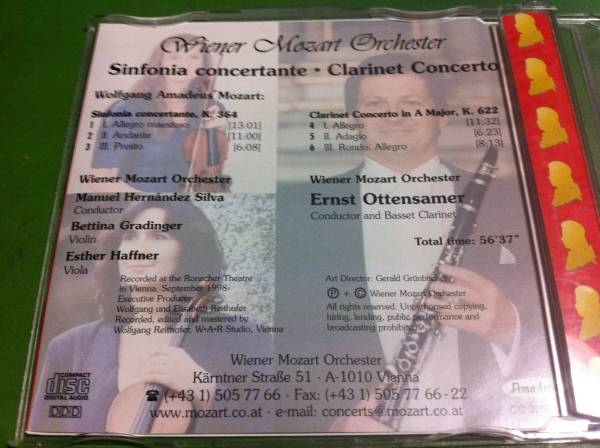 Wiener Mozart Orchester
Sinfonia concertante · Clarinet Concerto
Wolfgang Amadeus Mozart:
Sinfonia concertante, K. 364
1 I. Allegro maestoso [13:01]
2 II. Andante [11:00]
3 III. Presto [6:08]
Clarinet Concerto in A Major, K. 622
4 I. Allegro [11:32]
5 II. Adagio [6:23]
6 III. Rondo. Allegro [8:13]
Wiener Mozart Orchester
Manuel Hernández Silva
Conductor
Bettina Gradinger
Violin
Esther Haffner
Viola
Wiener Mozart Orchester
Ernst Ottensamer
Conductor and Basset Clarinet
Total time: 56'37"
Recorded at the Ronacher Theatre
in Vienna, September 1998
Executive Producer
Wolfgang und Elisabeth Reithofer
Recorded, edited and mastered by
Wolfgang Reithofer, W*A*R-Studio, Vienna
Art Director: Gerald Grünbacher
℗ + © Wiener Mozart Orchester
All rights reserved. Unauthorised copying,
hiring, lending, public performance and
broadcasting prohibited
Wiener Mozart Orchester
Kärntner Straße 51 · A-1010 Vienna
☎ (+43 1) 505 77 66 · Fax: (+43 1) 505 77 66-22
www.mozart.co.at · e-mail: concerts@mozart.co.at
COMPACT
disc
DIGITAL AUDIO
DDD